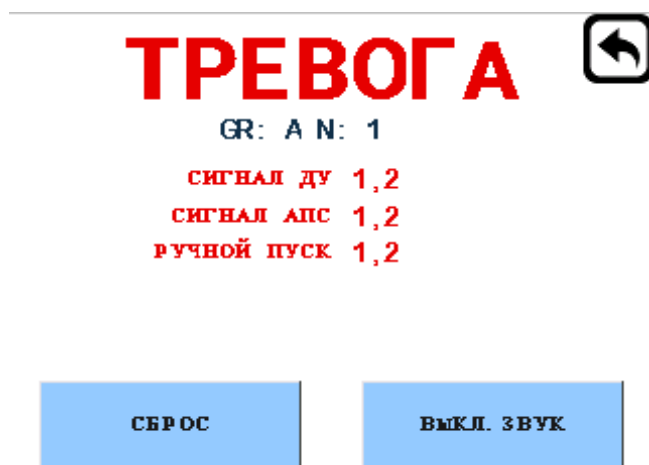 ТРЕВОГА
GR: A N: 1
СИГНАЛ ДУ 1,2
СИГНАЛ АПС 1,2
РУЧНОЙ ПУСК 1,2
СБРОС
ВЫКЛ. ЗВУК